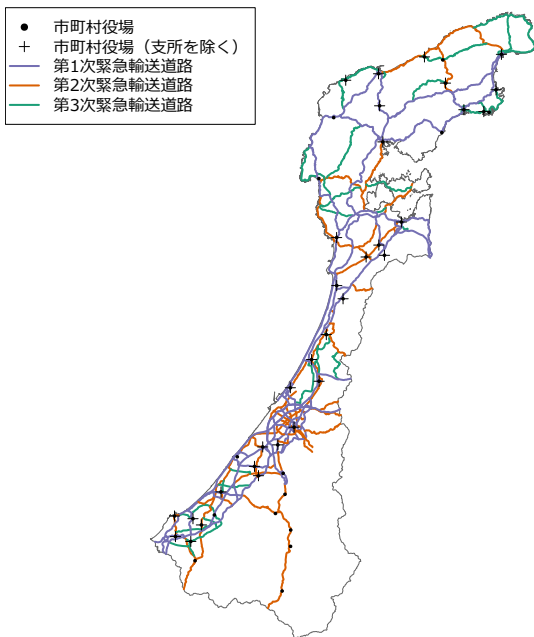 市町村役場
市町村役場（支所を除く）
第1次緊急輸送道路
第2次緊急輸送道路
第3次緊急輸送道路